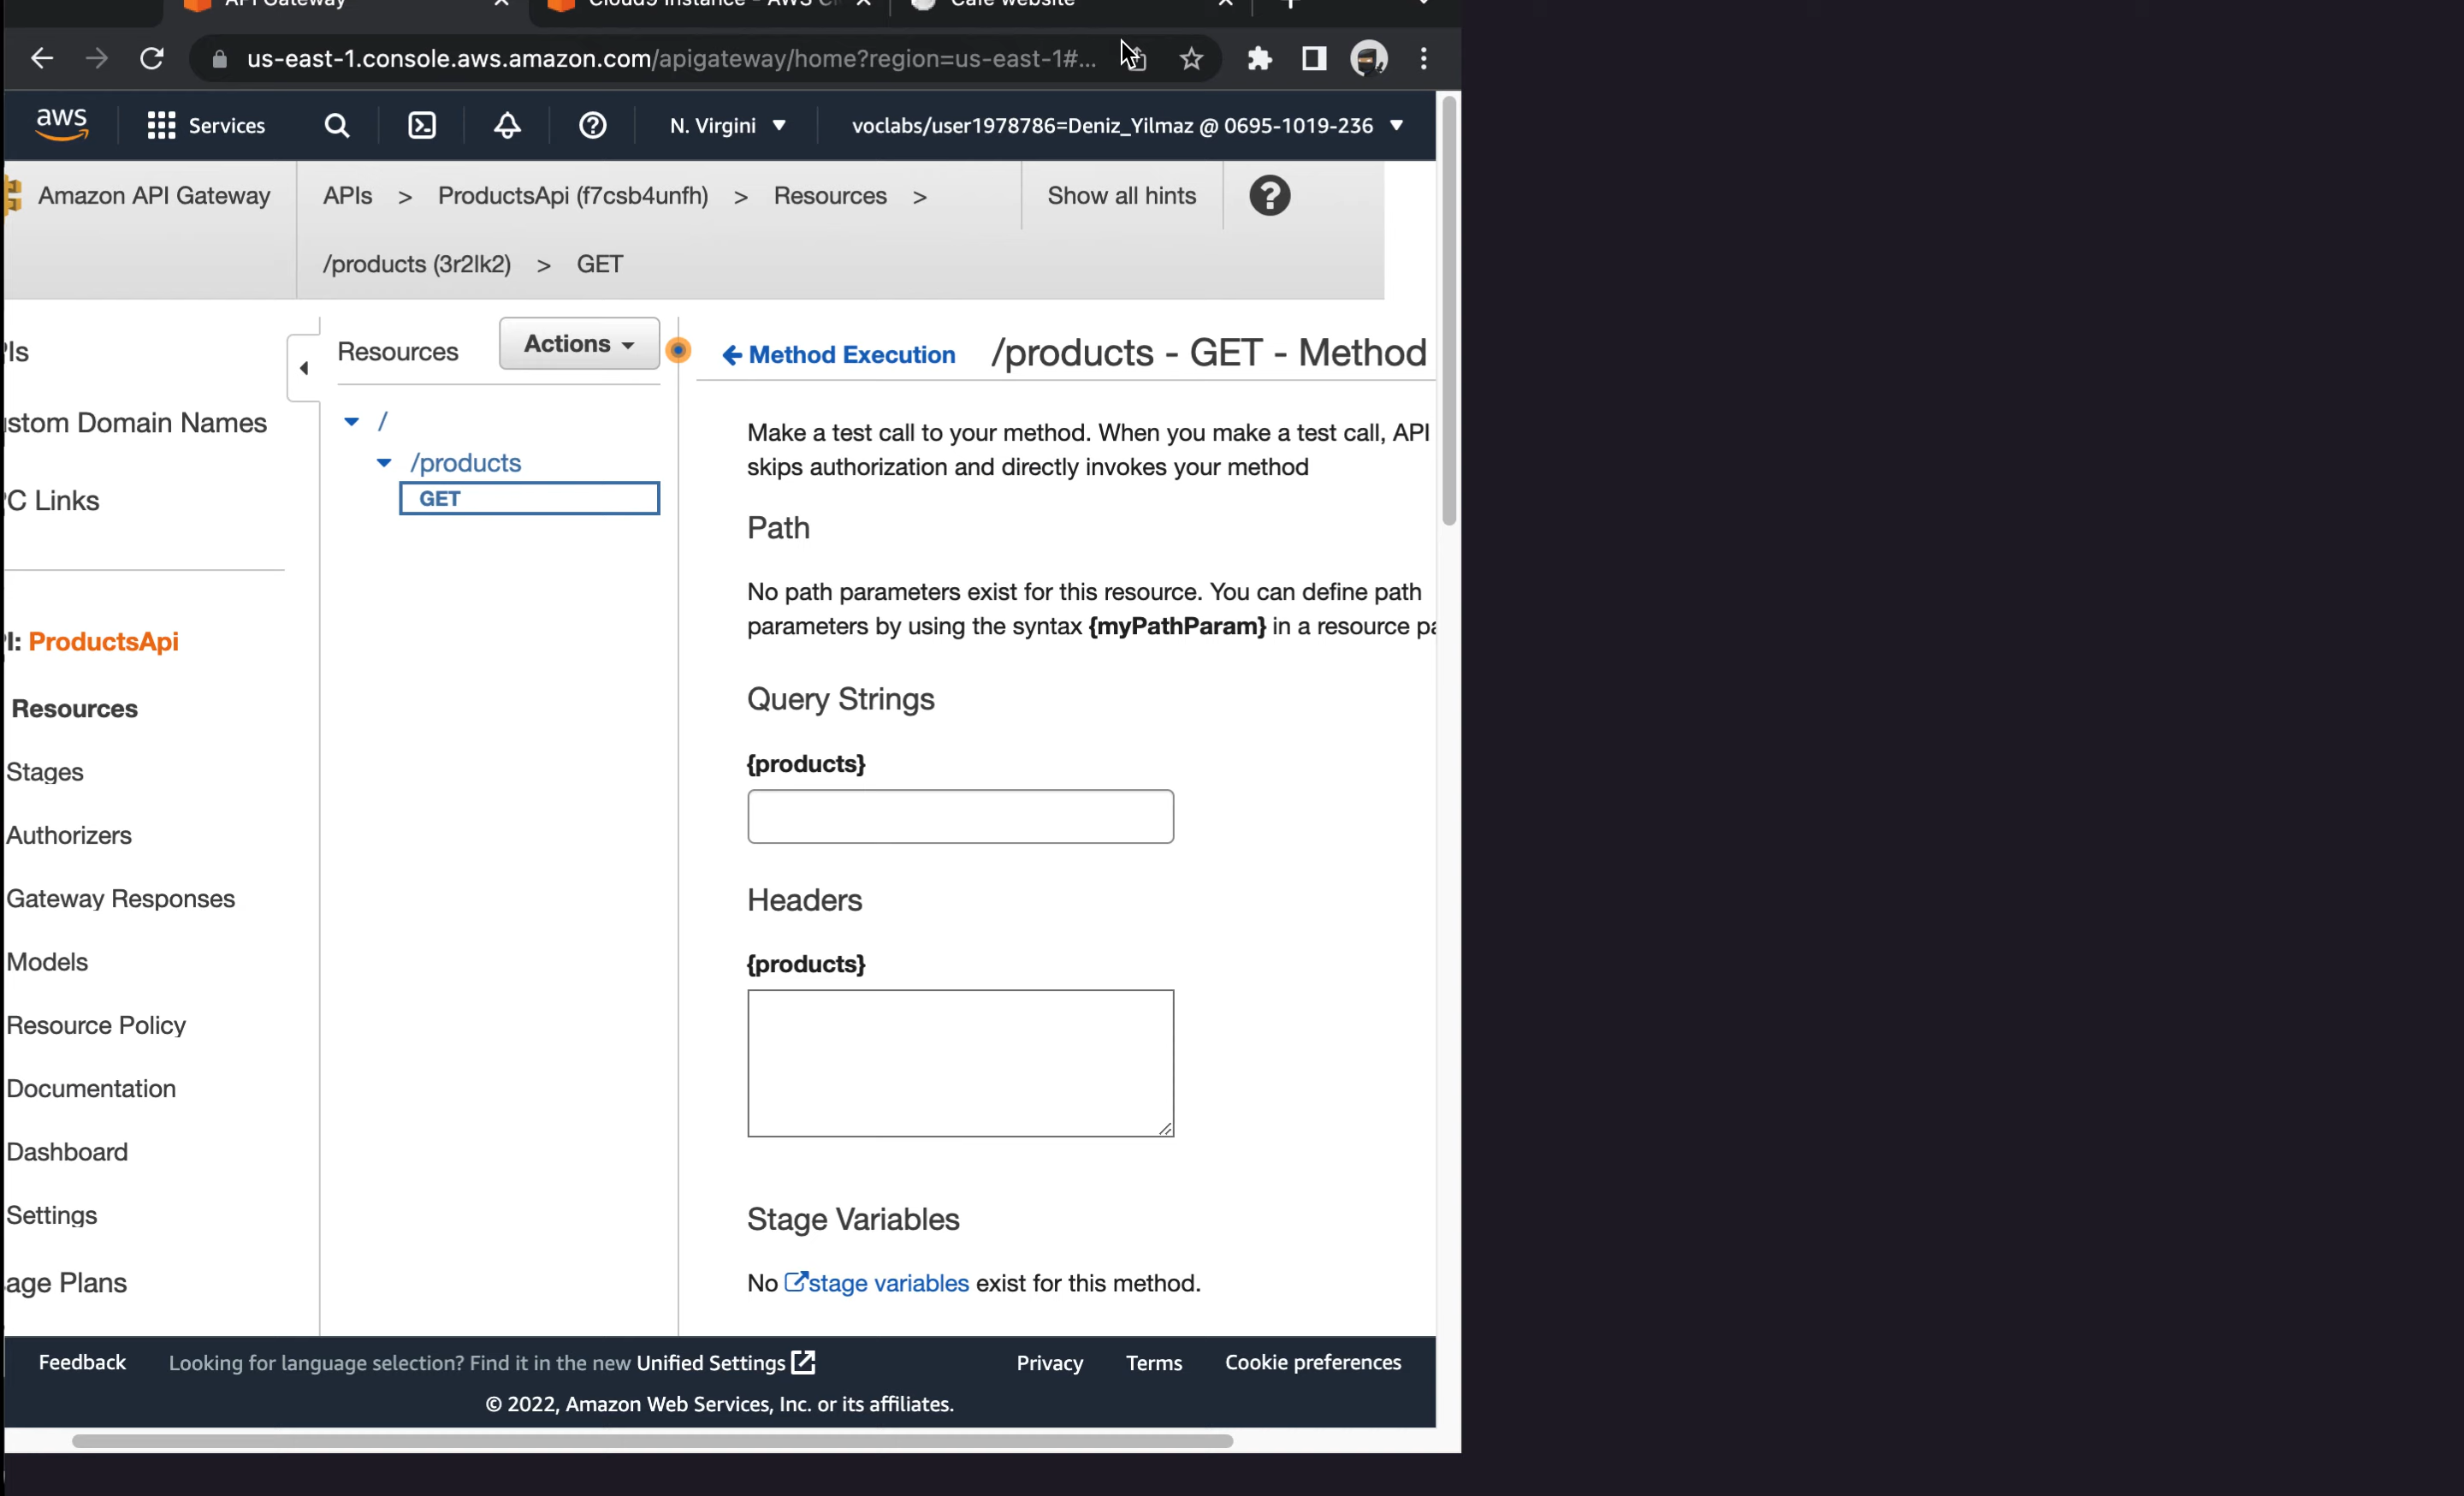 us-east-1.console.aws.amazon.com/apigateway/home?region=us-east-1#...
aws Services N. Virgini voclabs/user1978786=Deniz_Yilmaz @ 0695-1019-236
Amazon API Gateway APIs > ProductsApi (f7csb4unfh) > Resources > Show all hints
/products (3r2lk2) > GET
Resources Actions Method Execution /products - GET - Method
stom Domain Names
C Links
ProductsApi
Resources
Stages
Authorizers
Gateway Responses
Models
Resource Policy
Documentation
Dashboard
Settings
age Plans
/
/products
GET
Make a test call to your method. When you make a test call, API
skips authorization and directly invokes your method
Path
No path parameters exist for this resource. You can define path
parameters by using the syntax {myPathParam} in a resource
Query Strings
{products}
Headers
{products}
Stage Variables
No stage variables exist for this method.
Feedback Looking for language selection? Find it in the new Unified Settings Privacy Terms Cookie preferences
© 2022, Amazon Web Services, Inc. or its affiliates.